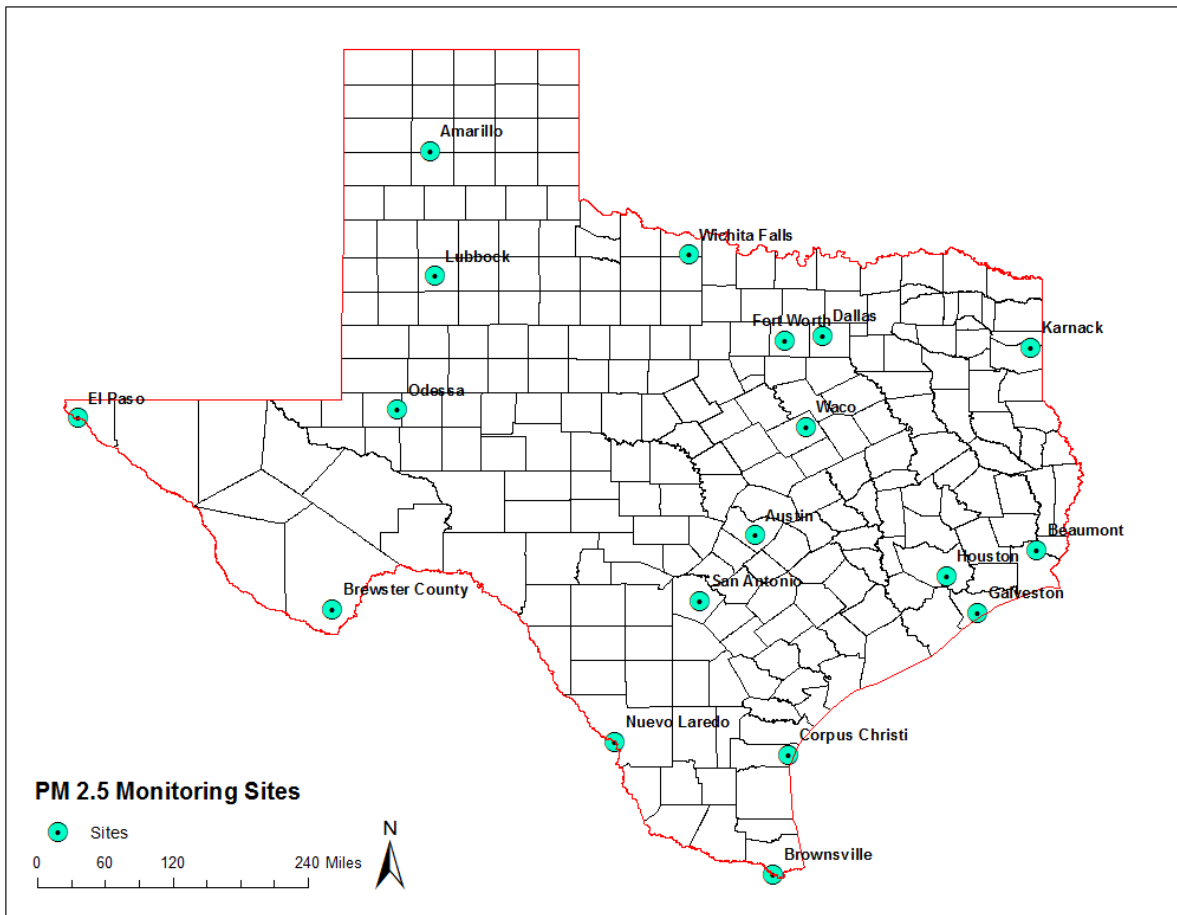 Amarillo
Wichita Falls
Lubbock
Fort Worth
Dallas
Karnack
El Paso
Odessa
Waco
Austin
Beaumont
Houston
San Antonio
Brewster County
Galveston
Nuevo Laredo
Corpus Christi
PM 2.5 Monitoring Sites
Sites
N
0 60 120 240 Miles
Brownsville